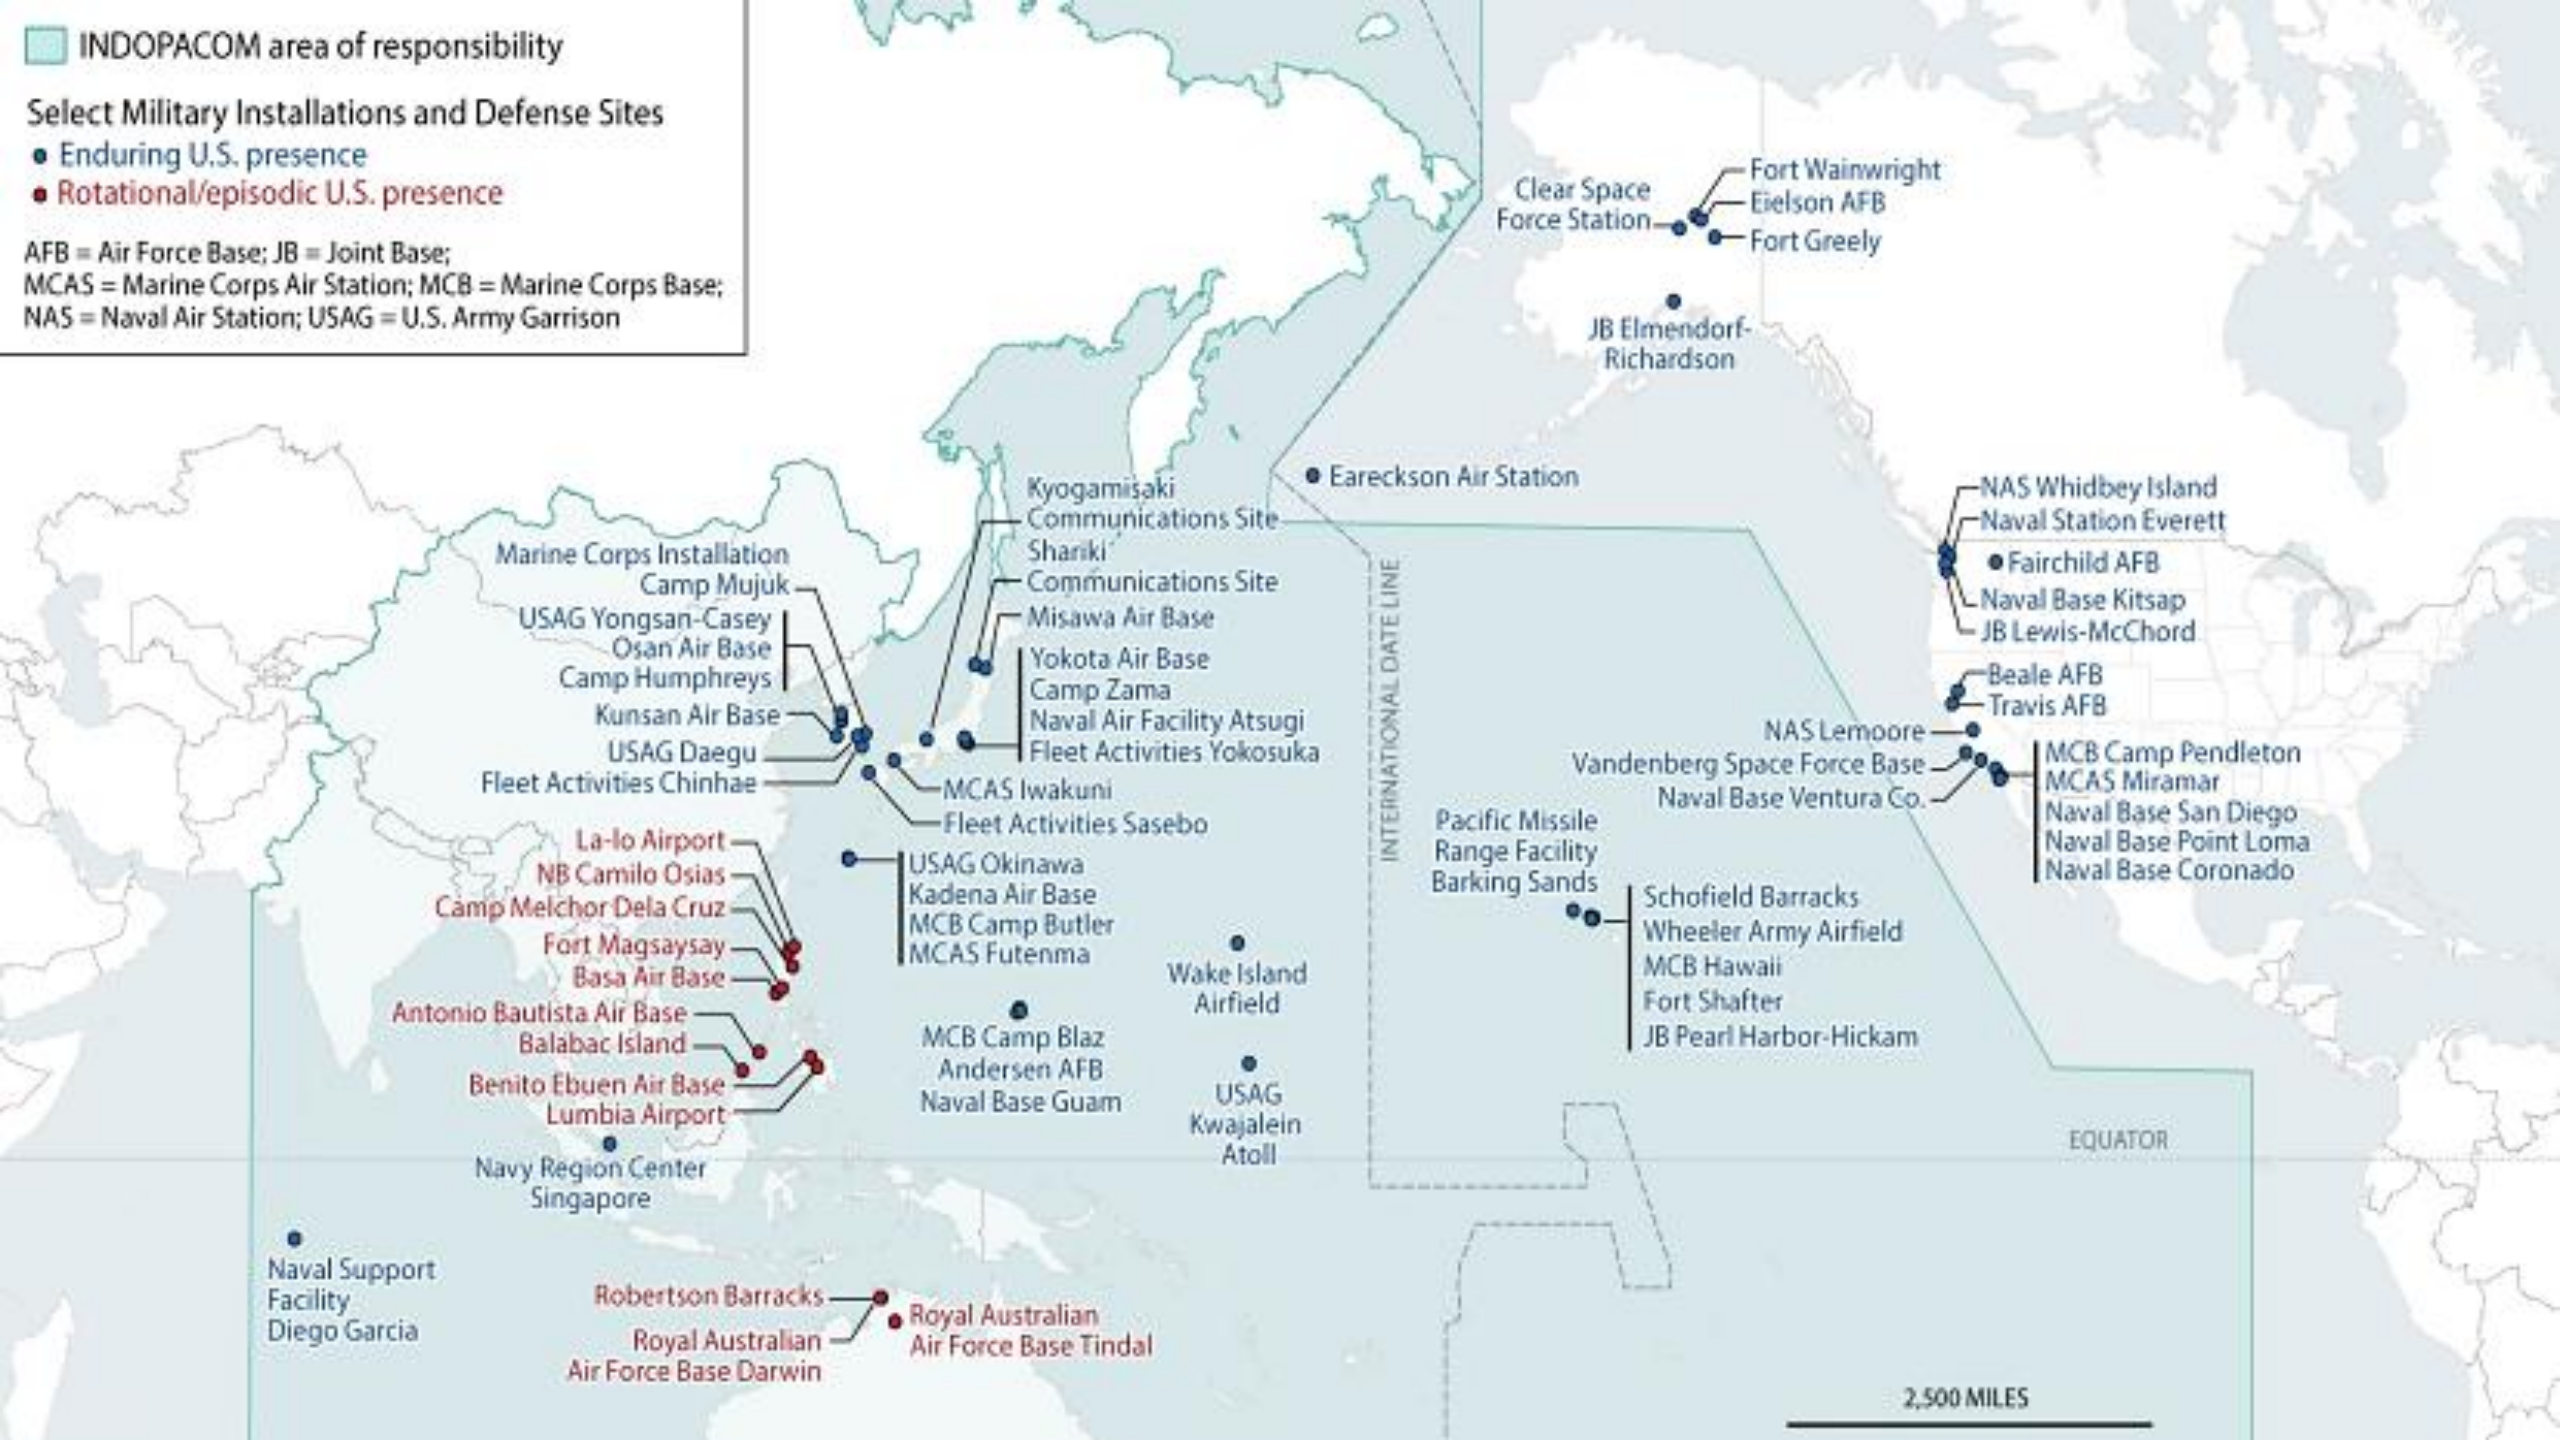 INDOPACOM area of responsibility
Select Military Installations and Defense Sites
Enduring U.S. presence
Rotational/episodic U.S. presence
AFB = Air Force Base; JB = Joint Base;
MCAS = Marine Corps Air Station; MCB = Marine Corps Base;
NAS = Naval Air Station; USAG = U.S. Army Garrison
Fort Wainwright
Clear Space
Force Station
Eielson AFB
Fort Greely
JB Elmendorf-
Richardson
Eareckson Air Station
Kyogamisaki
Communications Site
Shariki
Communications Site
Misawa Air Base
Marine Corps Installation
Camp Mujuk
USAG Yongsan-Casey
Osan Air Base
Camp Humphreys
Kunsan Air Base
USAG Daegu
Fleet Activities Chinhae
Yokota Air Base
Camp Zama
Naval Air Facility Atsugi
Fleet Activities Yokosuka
MCAS Iwakuni
Fleet Activities Sasebo
INTERNATIONAL DATE LINE
NAS Whidbey Island
Naval Station Everett
Fairchild AFB
Naval Base Kitsap
JB Lewis-McChord
Beale AFB
Travis AFB
NAS Lemoore
Vandenberg Space Force Base
Naval Base Ventura Co.
MCB Camp Pendleton
MCAS Miramar
Naval Base San Diego
Naval Base Point Loma
Naval Base Coronado
La-lo Airport
NB Camilo Osias
Camp Melchor Dela Cruz
Fort Magsaysay
Basa Air Base
Antonio Bautista Air Base
Balabac Island
Benito Ebuen Air Base
Lumbia Airport
USAG Okinawa
Kadena Air Base
MCB Camp Butler
MCAS Futenma
Wake Island
Airfield
MCB Camp Blaz
Andersen AFB
Naval Base Guam
USAG
Kwajalein
Atoll
Pacific Missile
Range Facility
Barking Sands
Schofield Barracks
Wheeler Army Airfield
MCB Hawaii
Fort Shafter
JB Pearl Harbor-Hickam
EQUATOR
Navy Region Center
Singapore
Naval Support
Facility
Diego Garcia
Robertson Barracks
Royal Australian
Air Force Base Darwin
Royal Australian
Air Force Base Tindal
2,500 MILES